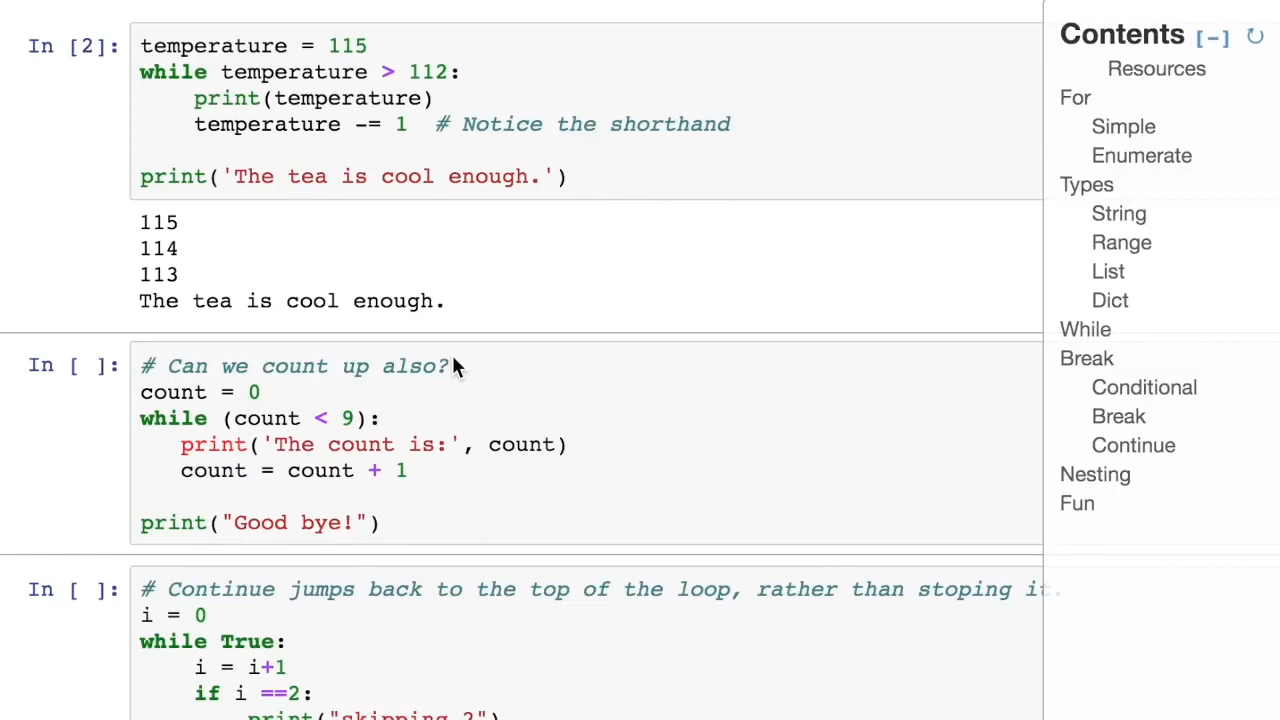 In [2]:
temperature = 115
while temperature > 112:
    print(temperature)
    temperature -= 1  # Notice the shorthand
print('The tea is cool enough.')
115
114
113
The tea is cool enough.
In [ ]:
# Can we count up also?
count = 0
while (count < 9):
   print('The count is:', count)
   count = count + 1
print("Good bye!")
In [ ]:
# Continue jumps back to the top of the loop, rather than stoping it.
i = 0
while True:
    i = i+1
    if i ==2:
        print("skipping 2")
Contents [-] ↻
Resources
For
Simple
Enumerate
Types
String
Range
List
Dict
While
Break
Conditional
Break
Continue
Nesting
Fun